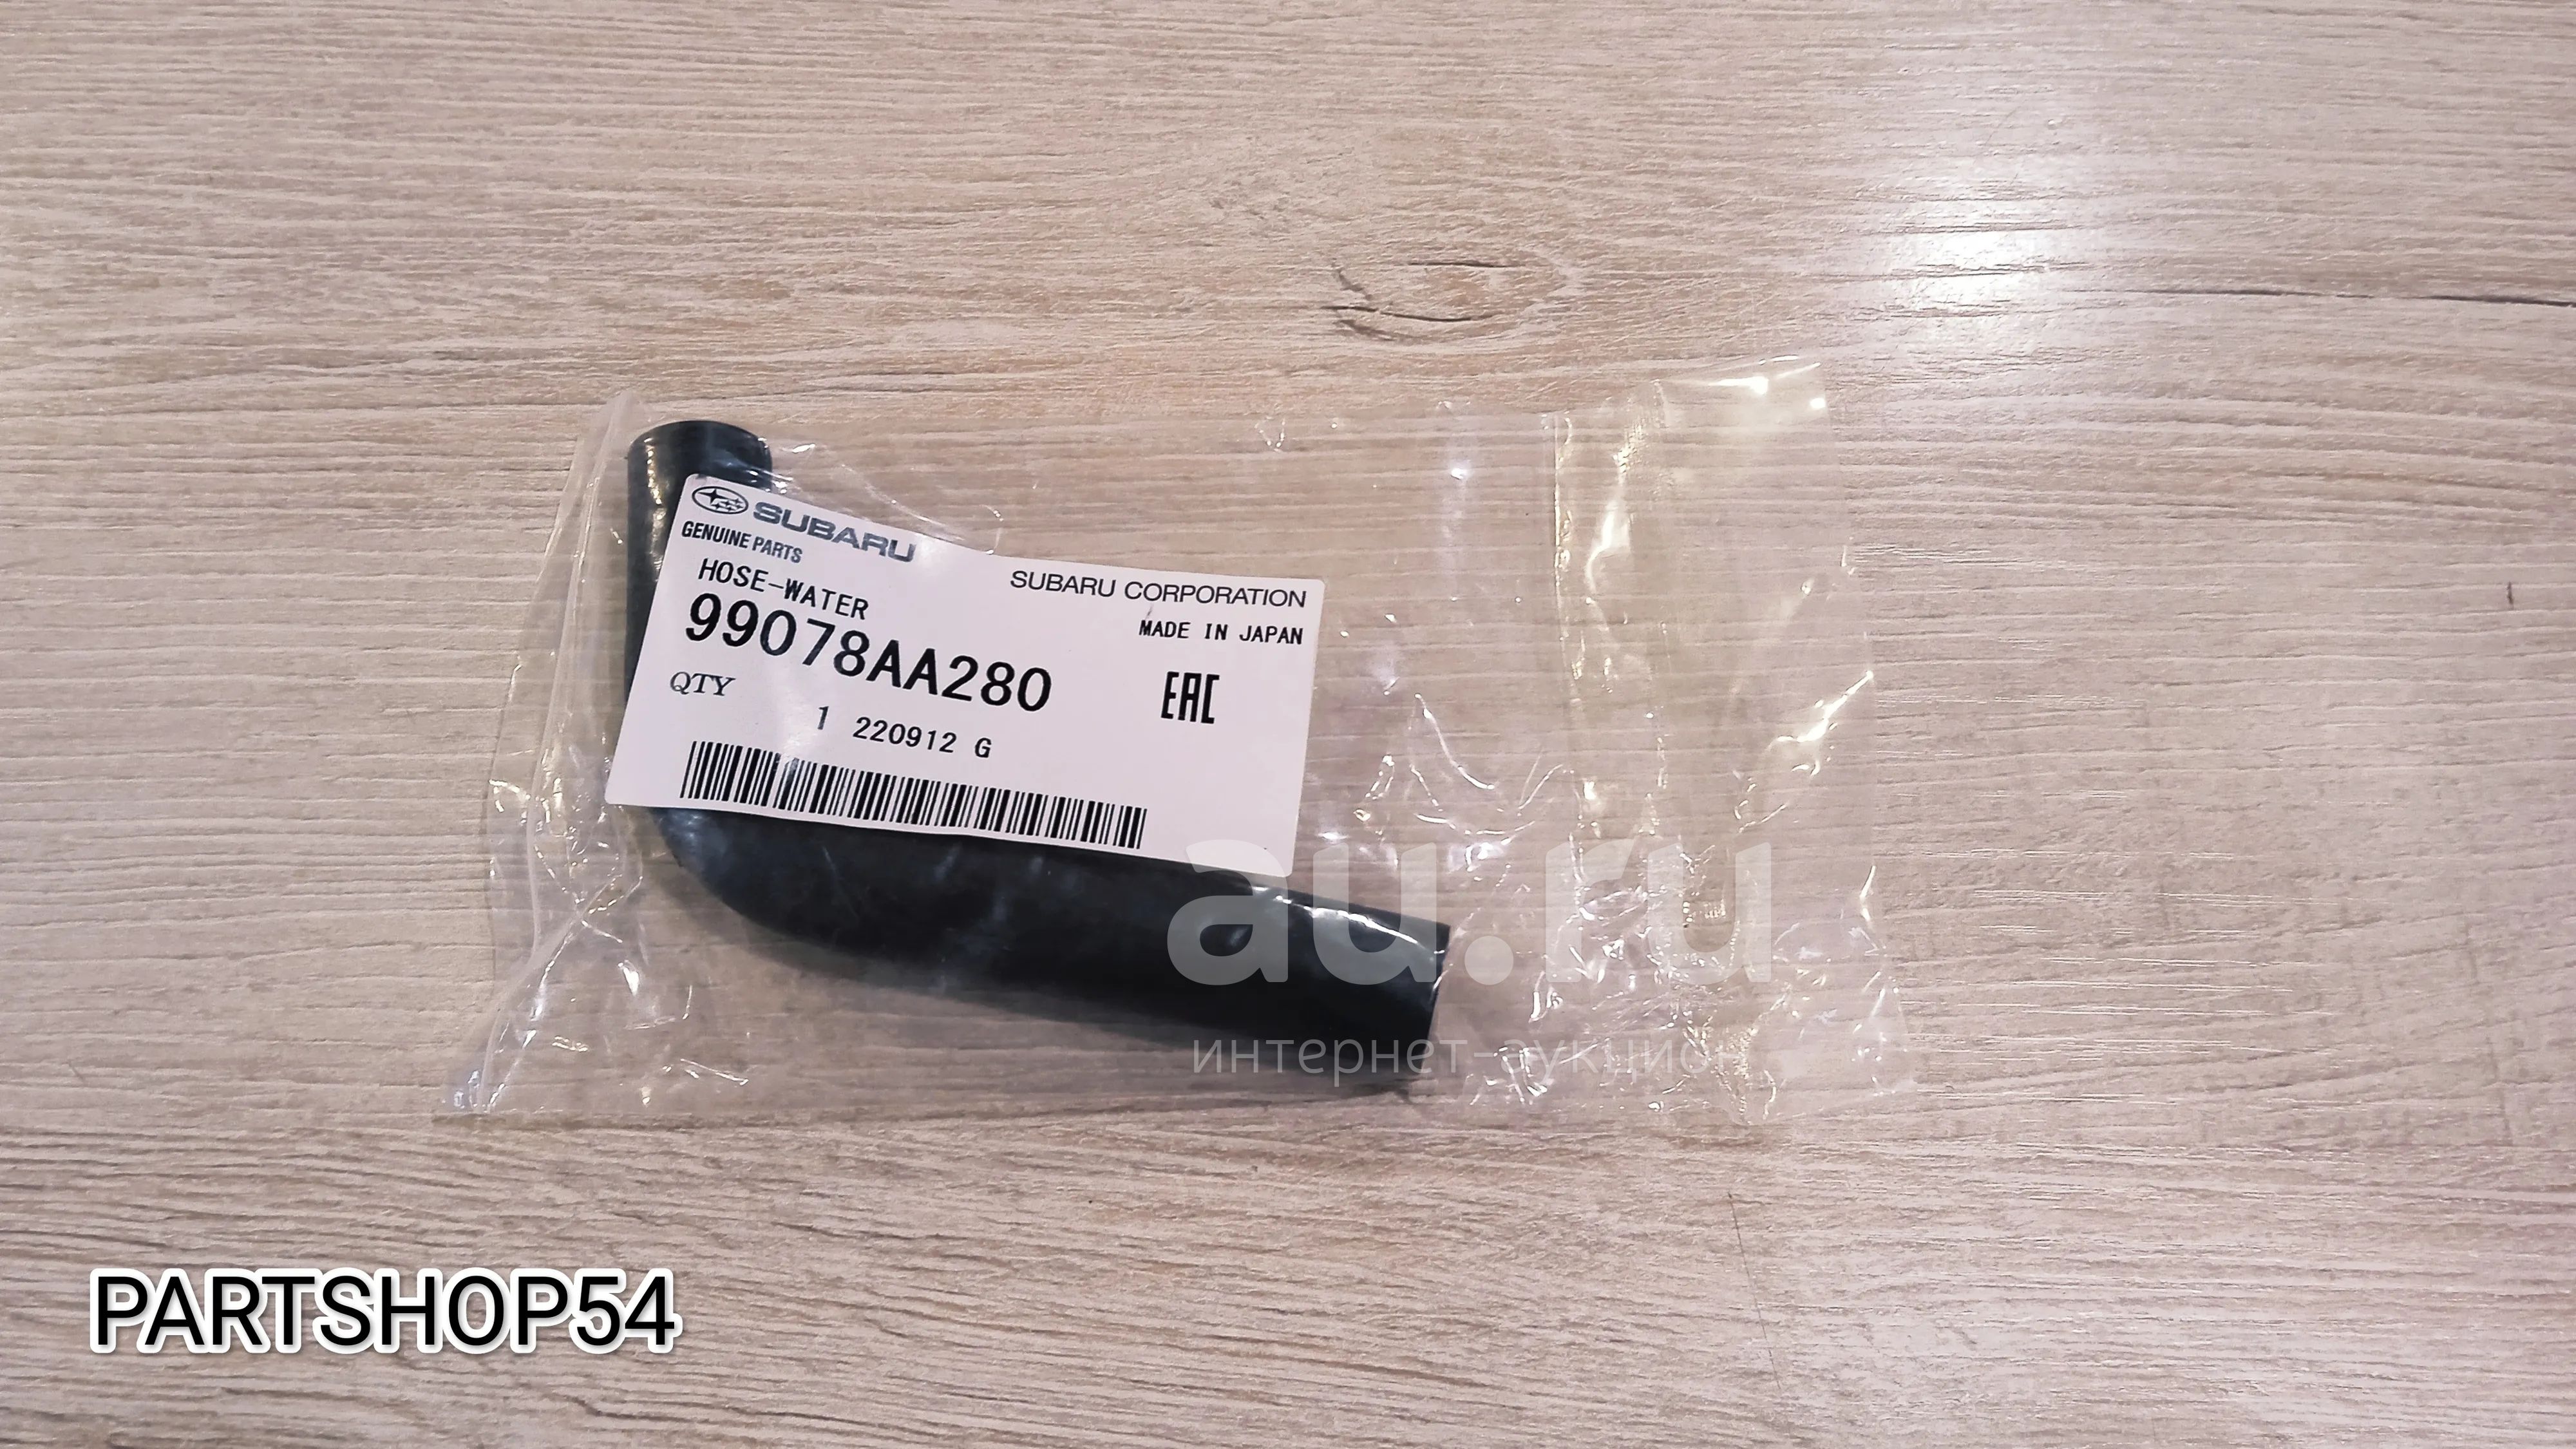 SUBARU
GENUINE PARTS
SUBARU CORPORATION
HOSE-WATER
MADE IN JAPAN
99078AA280
EAC
QTY
1 220912 G
au.ru
интернет-аукцион
PARTSHOP54